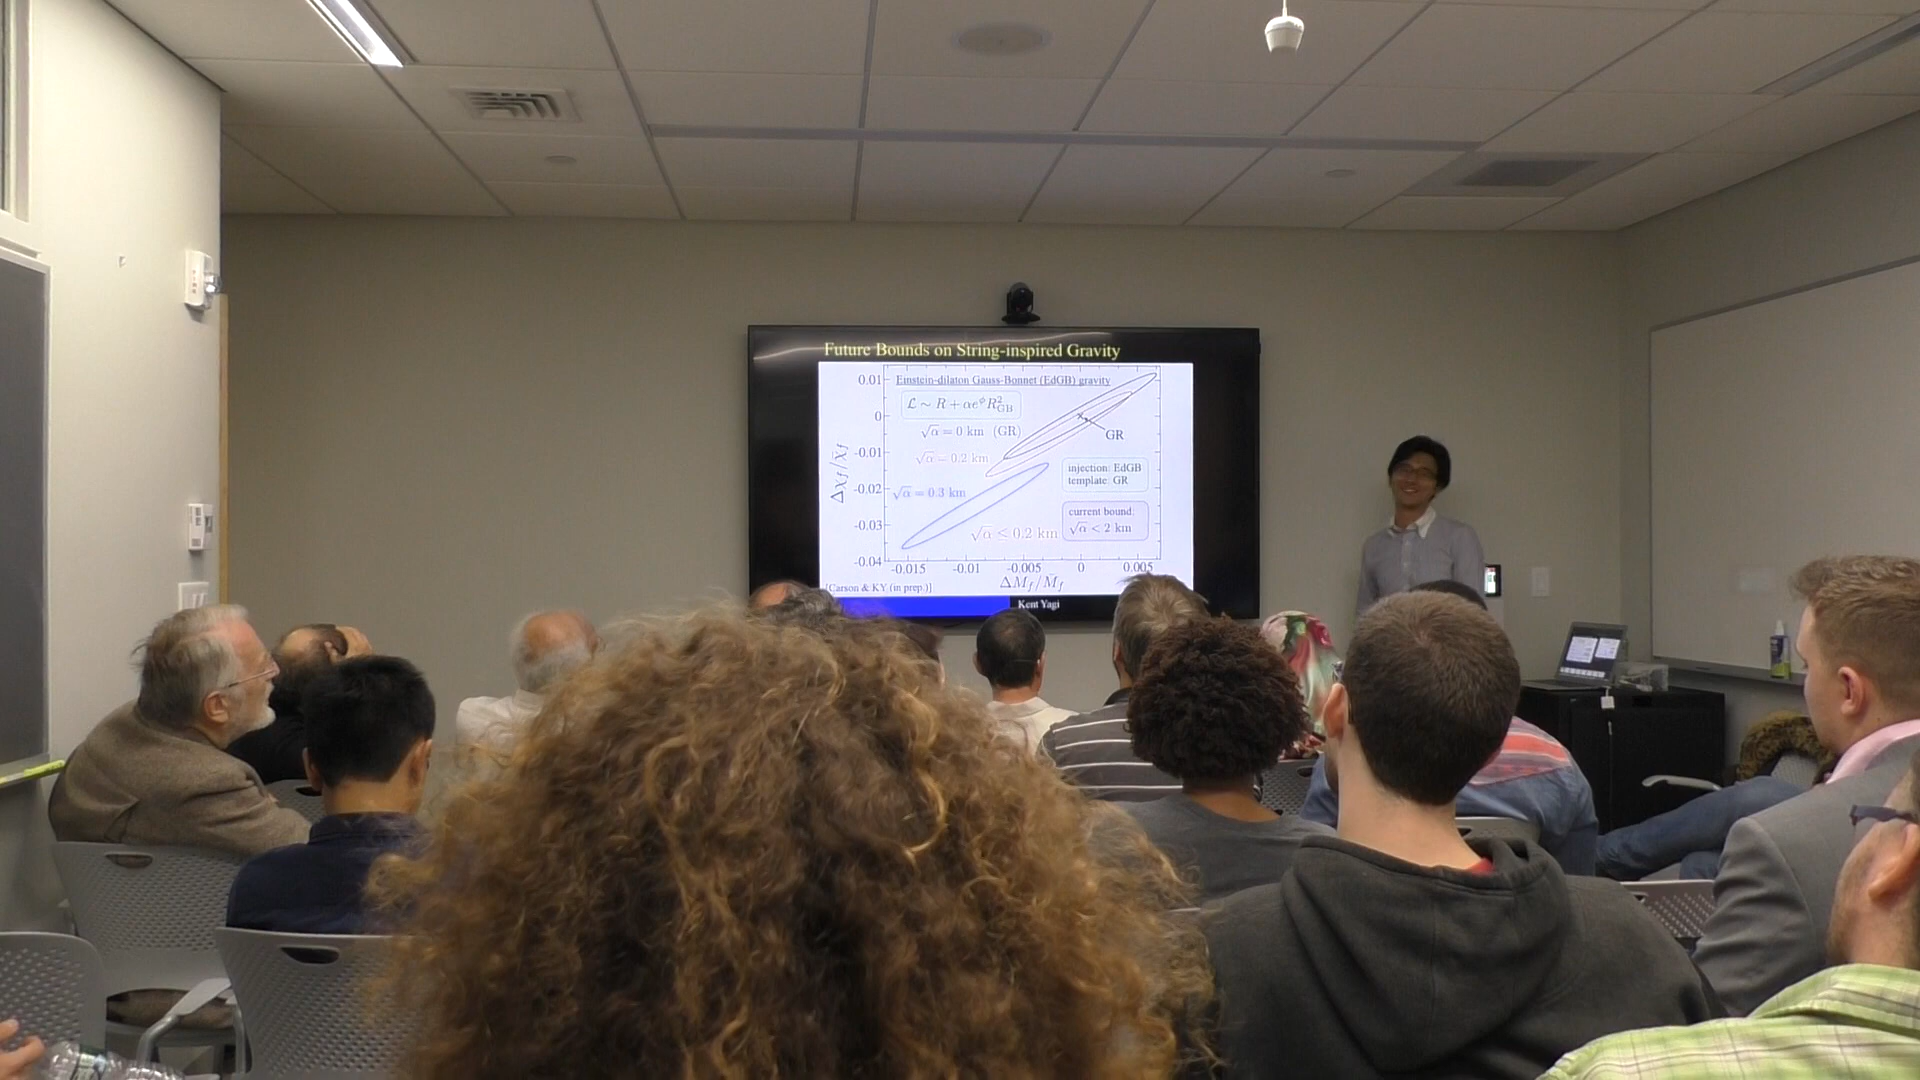 Future Bounds on String-inspired Gravity
Einstein-dilaton Gauss-Bonnet (EdGB) gravity
ℒ ~ R + αe^ϕ R²_GB
√α = 0 km (GR)
√α = 0.2 km
√α = 0.3 km
√α ≤ 0.2 km
GR
injection: EdGB
template: GR
current bound:
√α < 2 km
0.01
0
-0.01
-0.02
-0.03
-0.04
Δχ_f/χ̄_f
-0.015 -0.01 -0.005 0 0.005
ΔM_f/M̄_f
[Carson & KY (in prep.)]
Kent Yagi